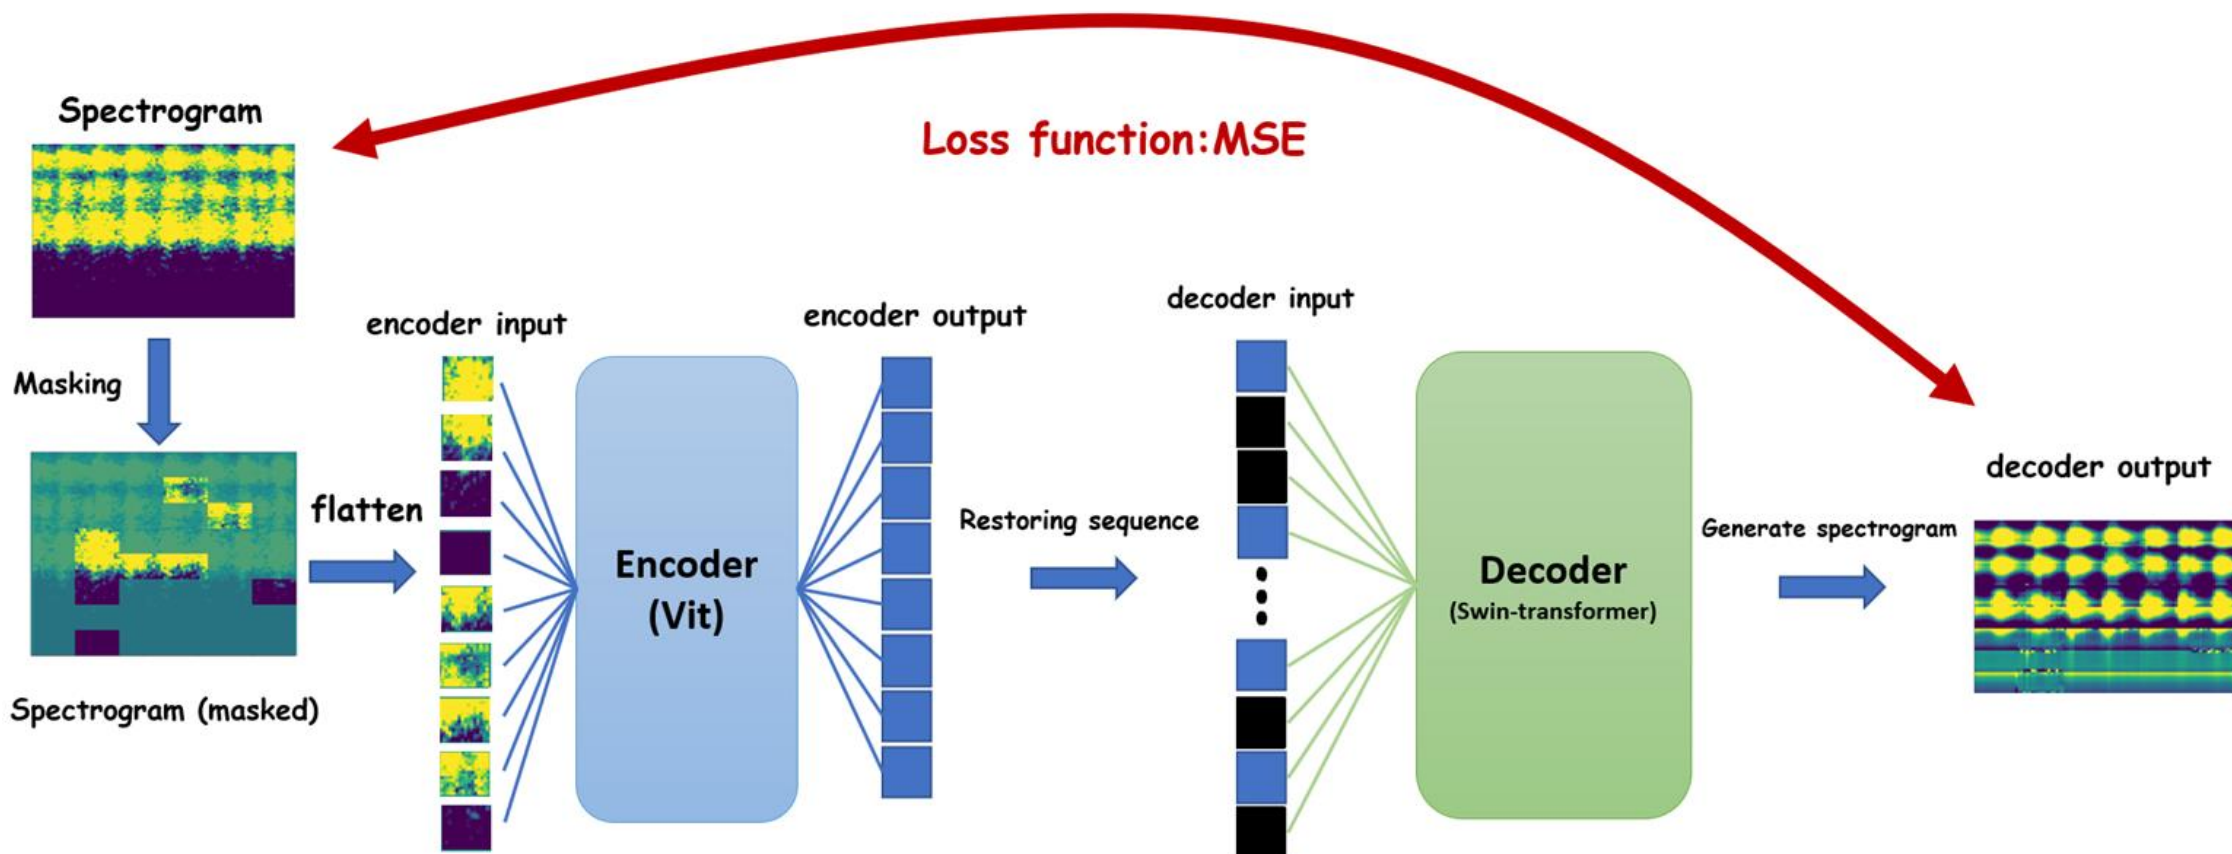 Spectrogram
Loss function:MSE
Masking
Spectrogram (masked)
flatten
encoder input
Encoder
(Vit)
encoder output
Restoring sequence
decoder input
Decoder
(Swin-transformer)
Generate spectrogram
decoder output